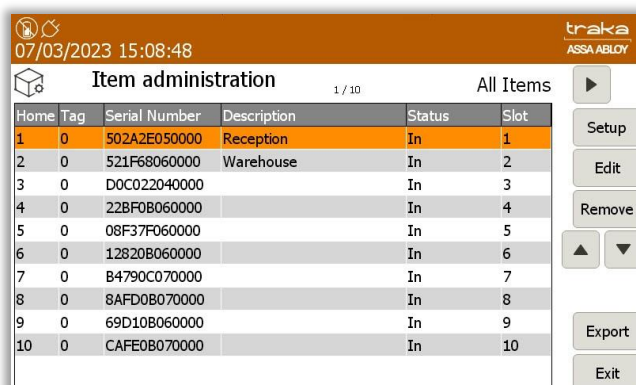 traka
07/03/2023 15:08:48
ASSA ABLOY
Item administration 1 / 10 All Items
Home Tag Serial Number Description Status Slot
1 0 502A2E050000 Reception In 1
2 0 521F68060000 Warehouse In 2
3 0 D0C022040000 In 3
4 0 22BF0B060000 In 4
5 0 08F37F060000 In 5
6 0 12820B060000 In 6
7 0 B4790C070000 In 7
8 0 8AFD0B070000 In 8
9 0 69D10B060000 In 9
10 0 CAFE0B070000 In 10
Setup
Edit
Remove
Export
Exit